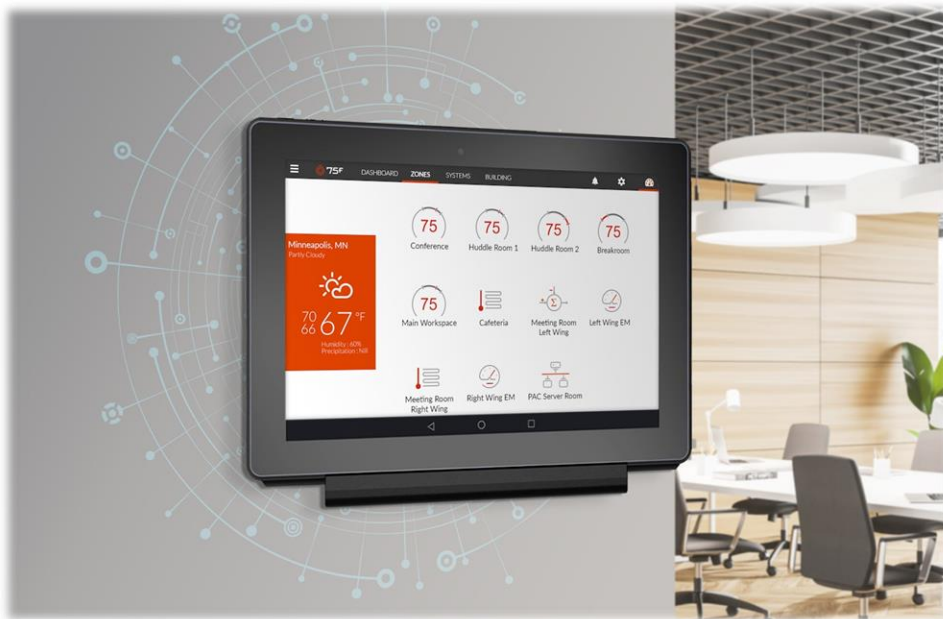 75F
DASHBOARD
ZONES
SYSTEMS
BUILDING
Minneapolis, MN
Partly Cloudy
70
66
67 °F
Humidity : 60%
Precipitation : Nill
75
Conference
75
Huddle Room 1
75
Huddle Room 2
75
Breakroom
75
Main Workspace
Cafeteria
Σ
Meeting Room
Left Wing
Left Wing EM
Meeting Room
Right Wing
Right Wing EM
PAC Server Room